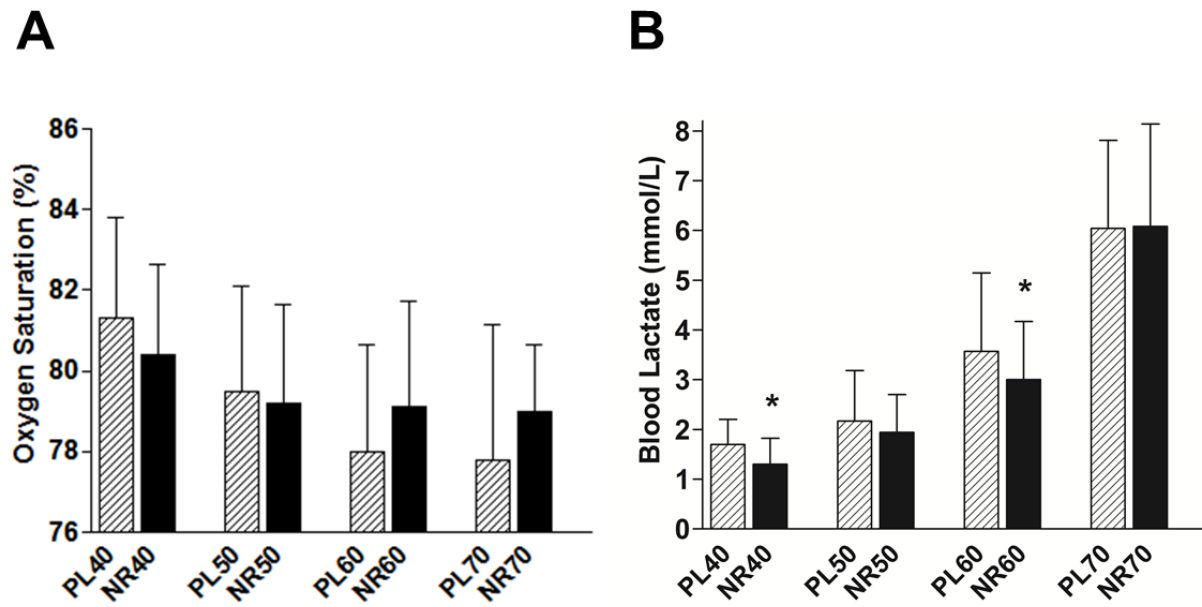 A
Oxygen Saturation (%)
86
84
82
80
78
76
PL40
NR40
PL50
NR50
PL60
NR60
PL70
NR70
B
Blood Lactate (mmol/L)
8
7
6
5
4
3
2
1
0
*
*
PL40
NR40
PL50
NR50
PL60
NR60
PL70
NR70